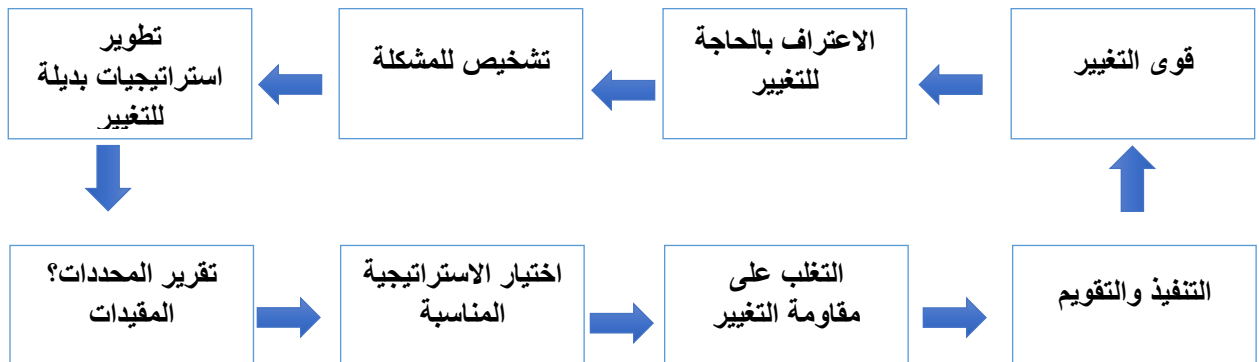 قوى التغيير
الاعتراف بالحاجة
للتغيير
تشخيص للمشكلة
تطوير
استراتيجيات بديلة
للتغيير
تقرير المحددات؟
المقيدات
اختيار الاستراتيجية
المناسبة
التغلب على
مقاومة التغيير
التنفيذ والتقويم